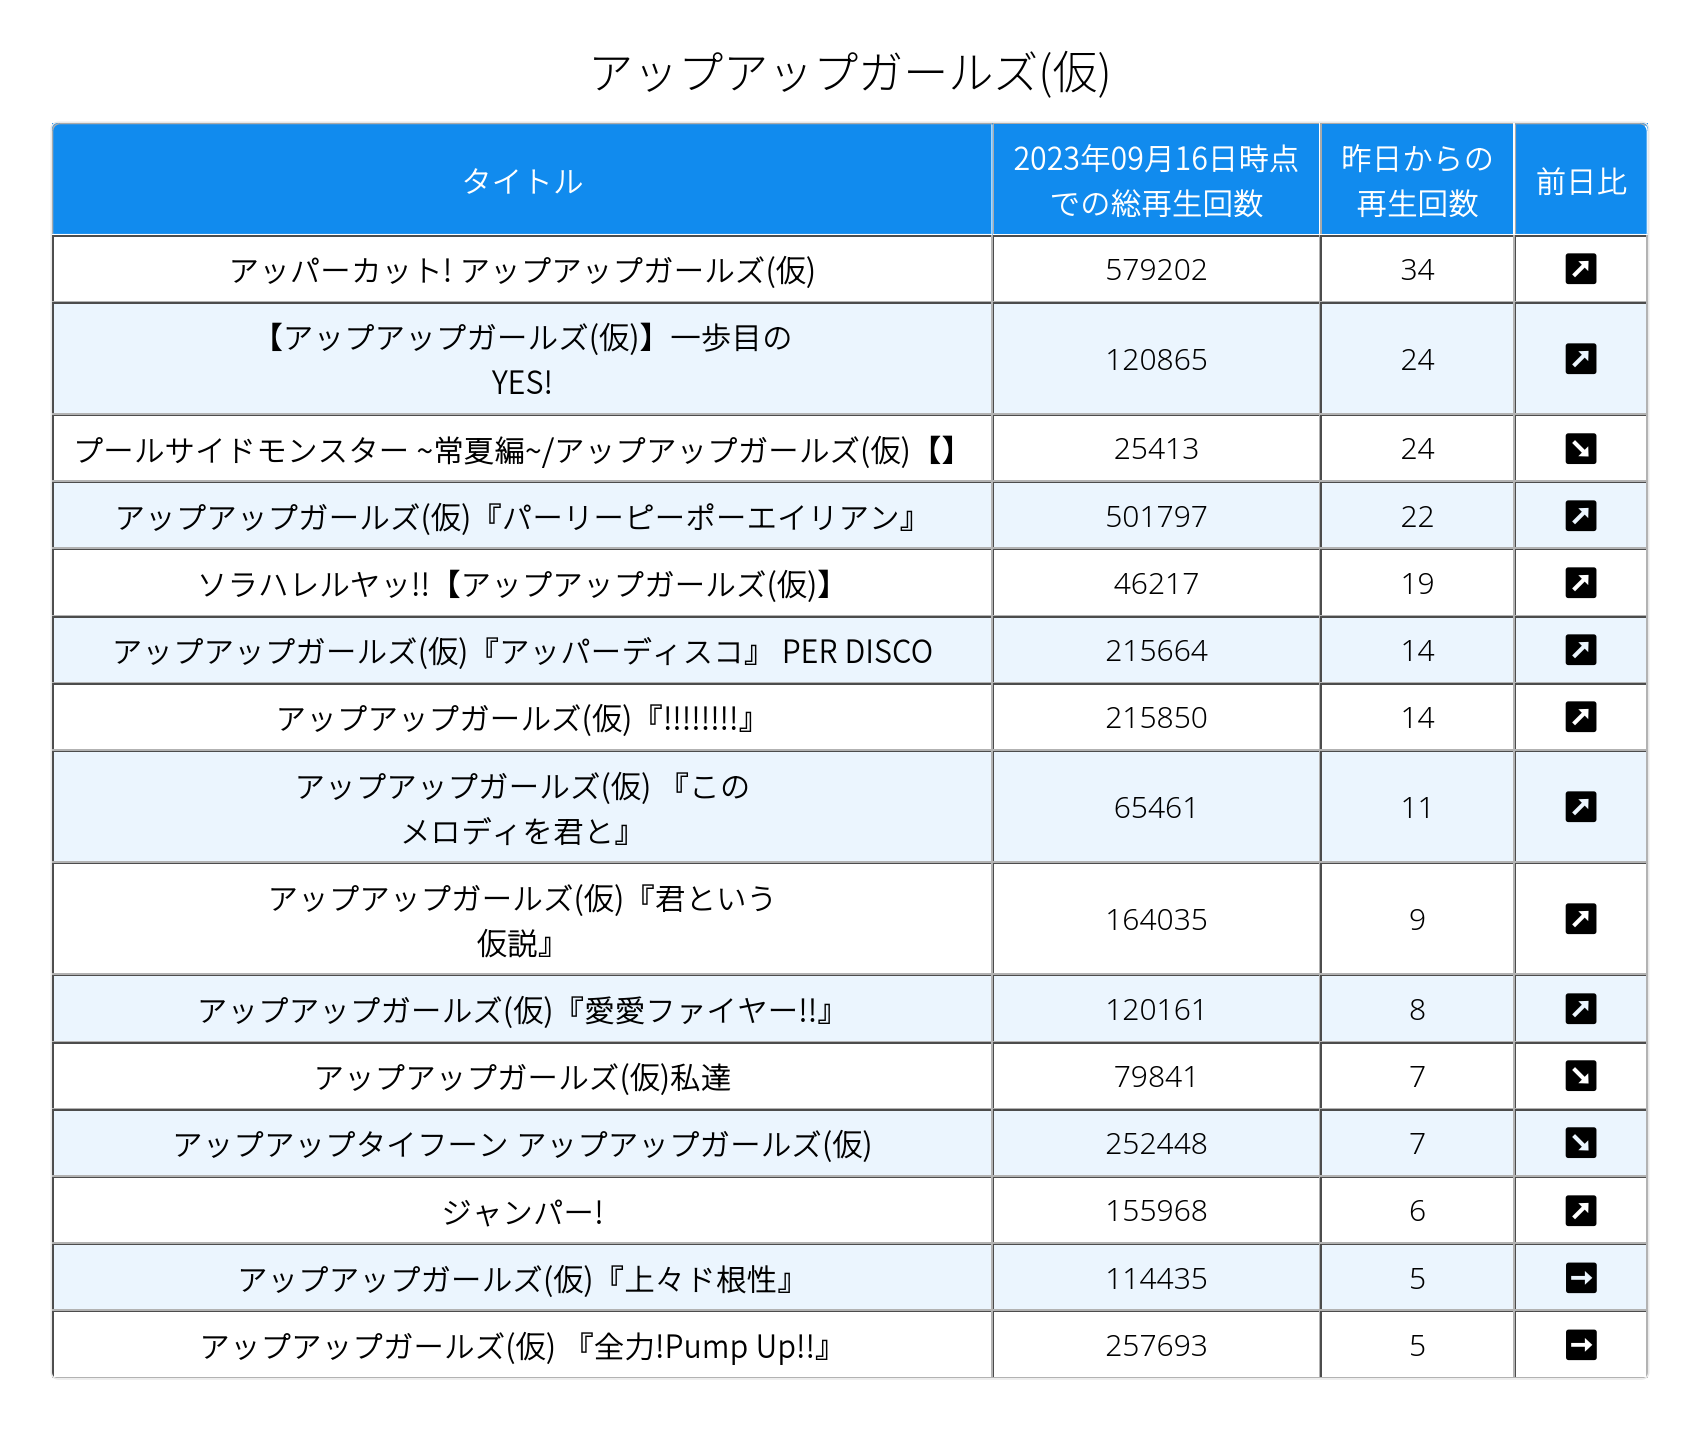 アップアップガールズ(仮)
タイトル
2023年09月16日時点
での総再生回数
昨日からの
再生回数
前日比
アッパーカット! アップアップガールズ(仮)
579202
34
【アップアップガールズ(仮)】一歩目の
YES!
120865
24
プールサイドモンスター ~常夏編~/アップアップガールズ(仮)【】
25413
24
アップアップガールズ(仮)『パーリーピーポーエイリアン』
501797
22
ソラハレルヤッ!!【アップアップガールズ(仮)】
46217
19
アップアップガールズ(仮)『アッパーディスコ』 PER DISCO
215664
14
アップアップガールズ(仮)『!!!!!!!!』
215850
14
アップアップガールズ(仮) 『この
メロディを君と』
65461
11
アップアップガールズ(仮)『君という
仮説』
164035
9
アップアップガールズ(仮)『愛愛ファイヤー!!』
120161
8
アップアップガールズ(仮)私達
79841
7
アップアップタイフーン アップアップガールズ(仮)
252448
7
ジャンパー!
155968
6
アップアップガールズ(仮)『上々ド根性』
114435
5
アップアップガールズ(仮) 『全力!Pump Up!!』
257693
5